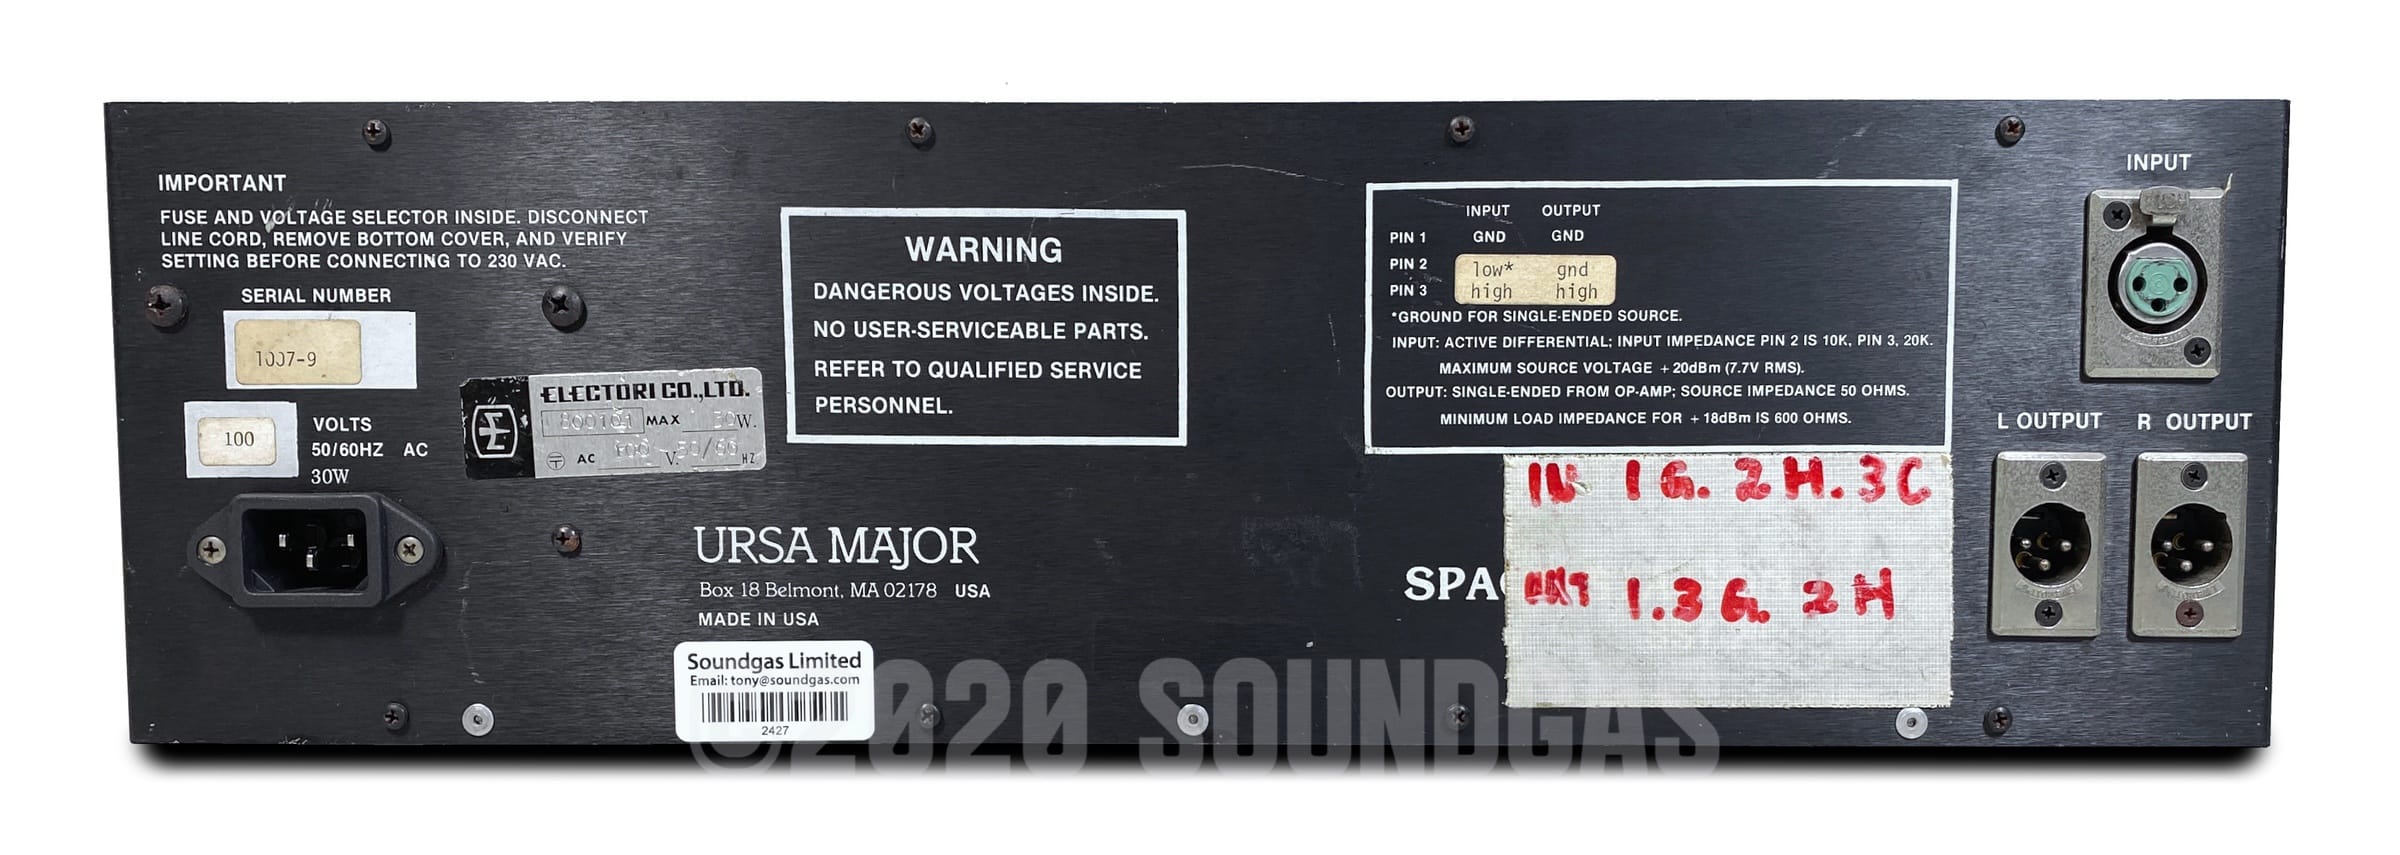 IMPORTANT
FUSE AND VOLTAGE SELECTOR INSIDE. DISCONNECT
LINE CORD, REMOVE BOTTOM COVER, AND VERIFY
SETTING BEFORE CONNECTING TO 230 VAC.
SERIAL NUMBER
1007-9
100
VOLTS
50/60HZ AC
30W
ELECTORI CO.,LTD.
MAX W.
AC 100 V. 50/60 HZ
WARNING
DANGEROUS VOLTAGES INSIDE.
NO USER-SERVICEABLE PARTS.
REFER TO QUALIFIED SERVICE
PERSONNEL.
URSA MAJOR
Box 18 Belmont, MA 02178 USA
MADE IN USA
Soundgas Limited
Email: tony@soundgas.com
2427
INPUT OUTPUT
PIN 1 GND GND
PIN 2 low* gnd
PIN 3 high high
*GROUND FOR SINGLE-ENDED SOURCE.
INPUT: ACTIVE DIFFERENTIAL; INPUT IMPEDANCE PIN 2 IS 10K, PIN 3, 20K.
MAXIMUM SOURCE VOLTAGE +20dBm (7.7V RMS).
OUTPUT: SINGLE-ENDED FROM OP-AMP; SOURCE IMPEDANCE 50 OHMS.
MINIMUM LOAD IMPEDANCE FOR +18dBm IS 600 OHMS.
SPAC
IN 1G. 2H. 3C
OUT 1.3G. 2H
INPUT
L OUTPUT R OUTPUT
©2020 SOUNDGAS